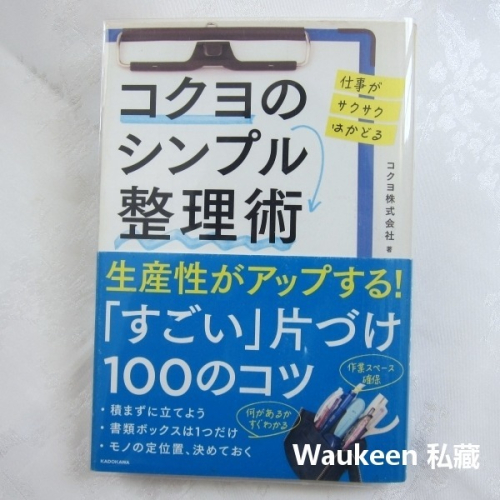 仕事が
サクサク
はかどる
コクヨの
シンプル
整理術
コクヨ株式会社 著
生産性がアップする!
「すごい」片づけ
100のコツ
作業スペース
確保
何があるか
すぐわかる
・積まずに立てよう
・書類ボックスは1つだけ
・モノの定位置、決めておく
KADOKAWA
Waukeen 私藏